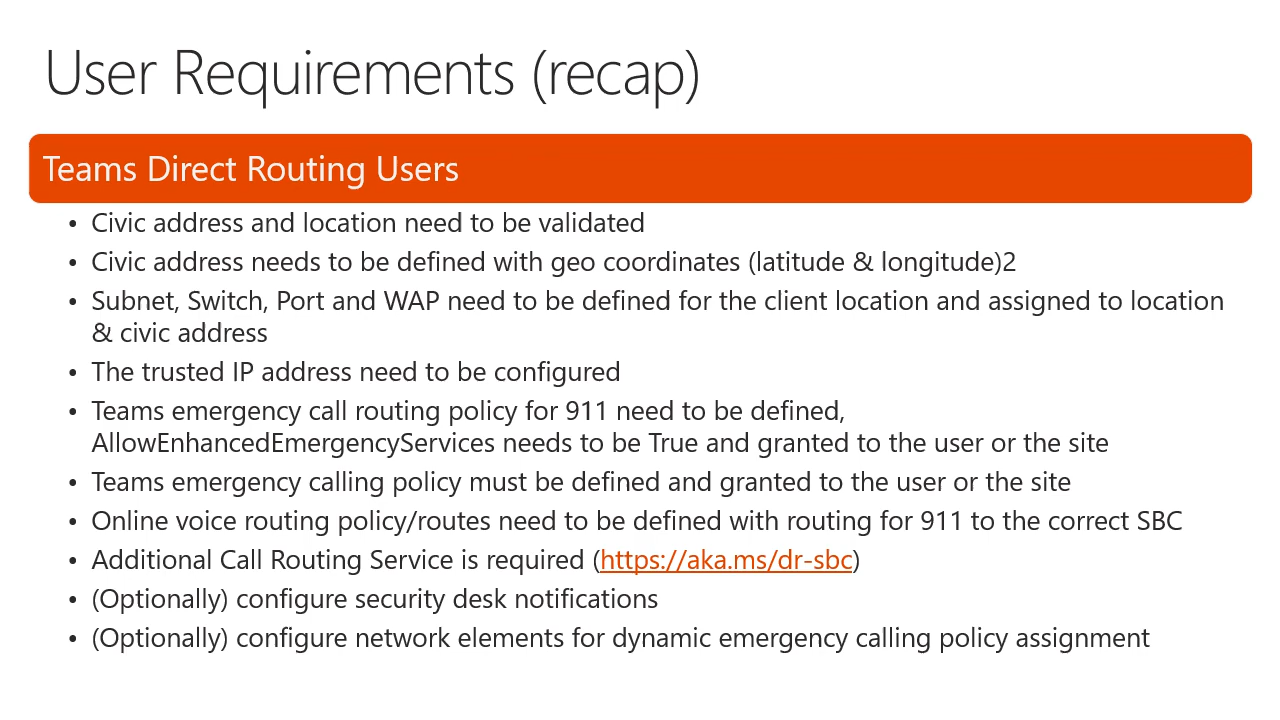 User Requirements (recap)
Teams Direct Routing Users
• Civic address and location need to be validated
• Civic address needs to be defined with geo coordinates (latitude & longitude)2
• Subnet, Switch, Port and WAP need to be defined for the client location and assigned to location
& civic address
• The trusted IP address need to be configured
• Teams emergency call routing policy for 911 need to be defined,
AllowEnhancedEmergencyServices needs to be True and granted to the user or the site
• Teams emergency calling policy must be defined and granted to the user or the site
• Online voice routing policy/routes need to be defined with routing for 911 to the correct SBC
• Additional Call Routing Service is required (https://aka.ms/dr-sbc)
• (Optionally) configure security desk notifications
• (Optionally) configure network elements for dynamic emergency calling policy assignment